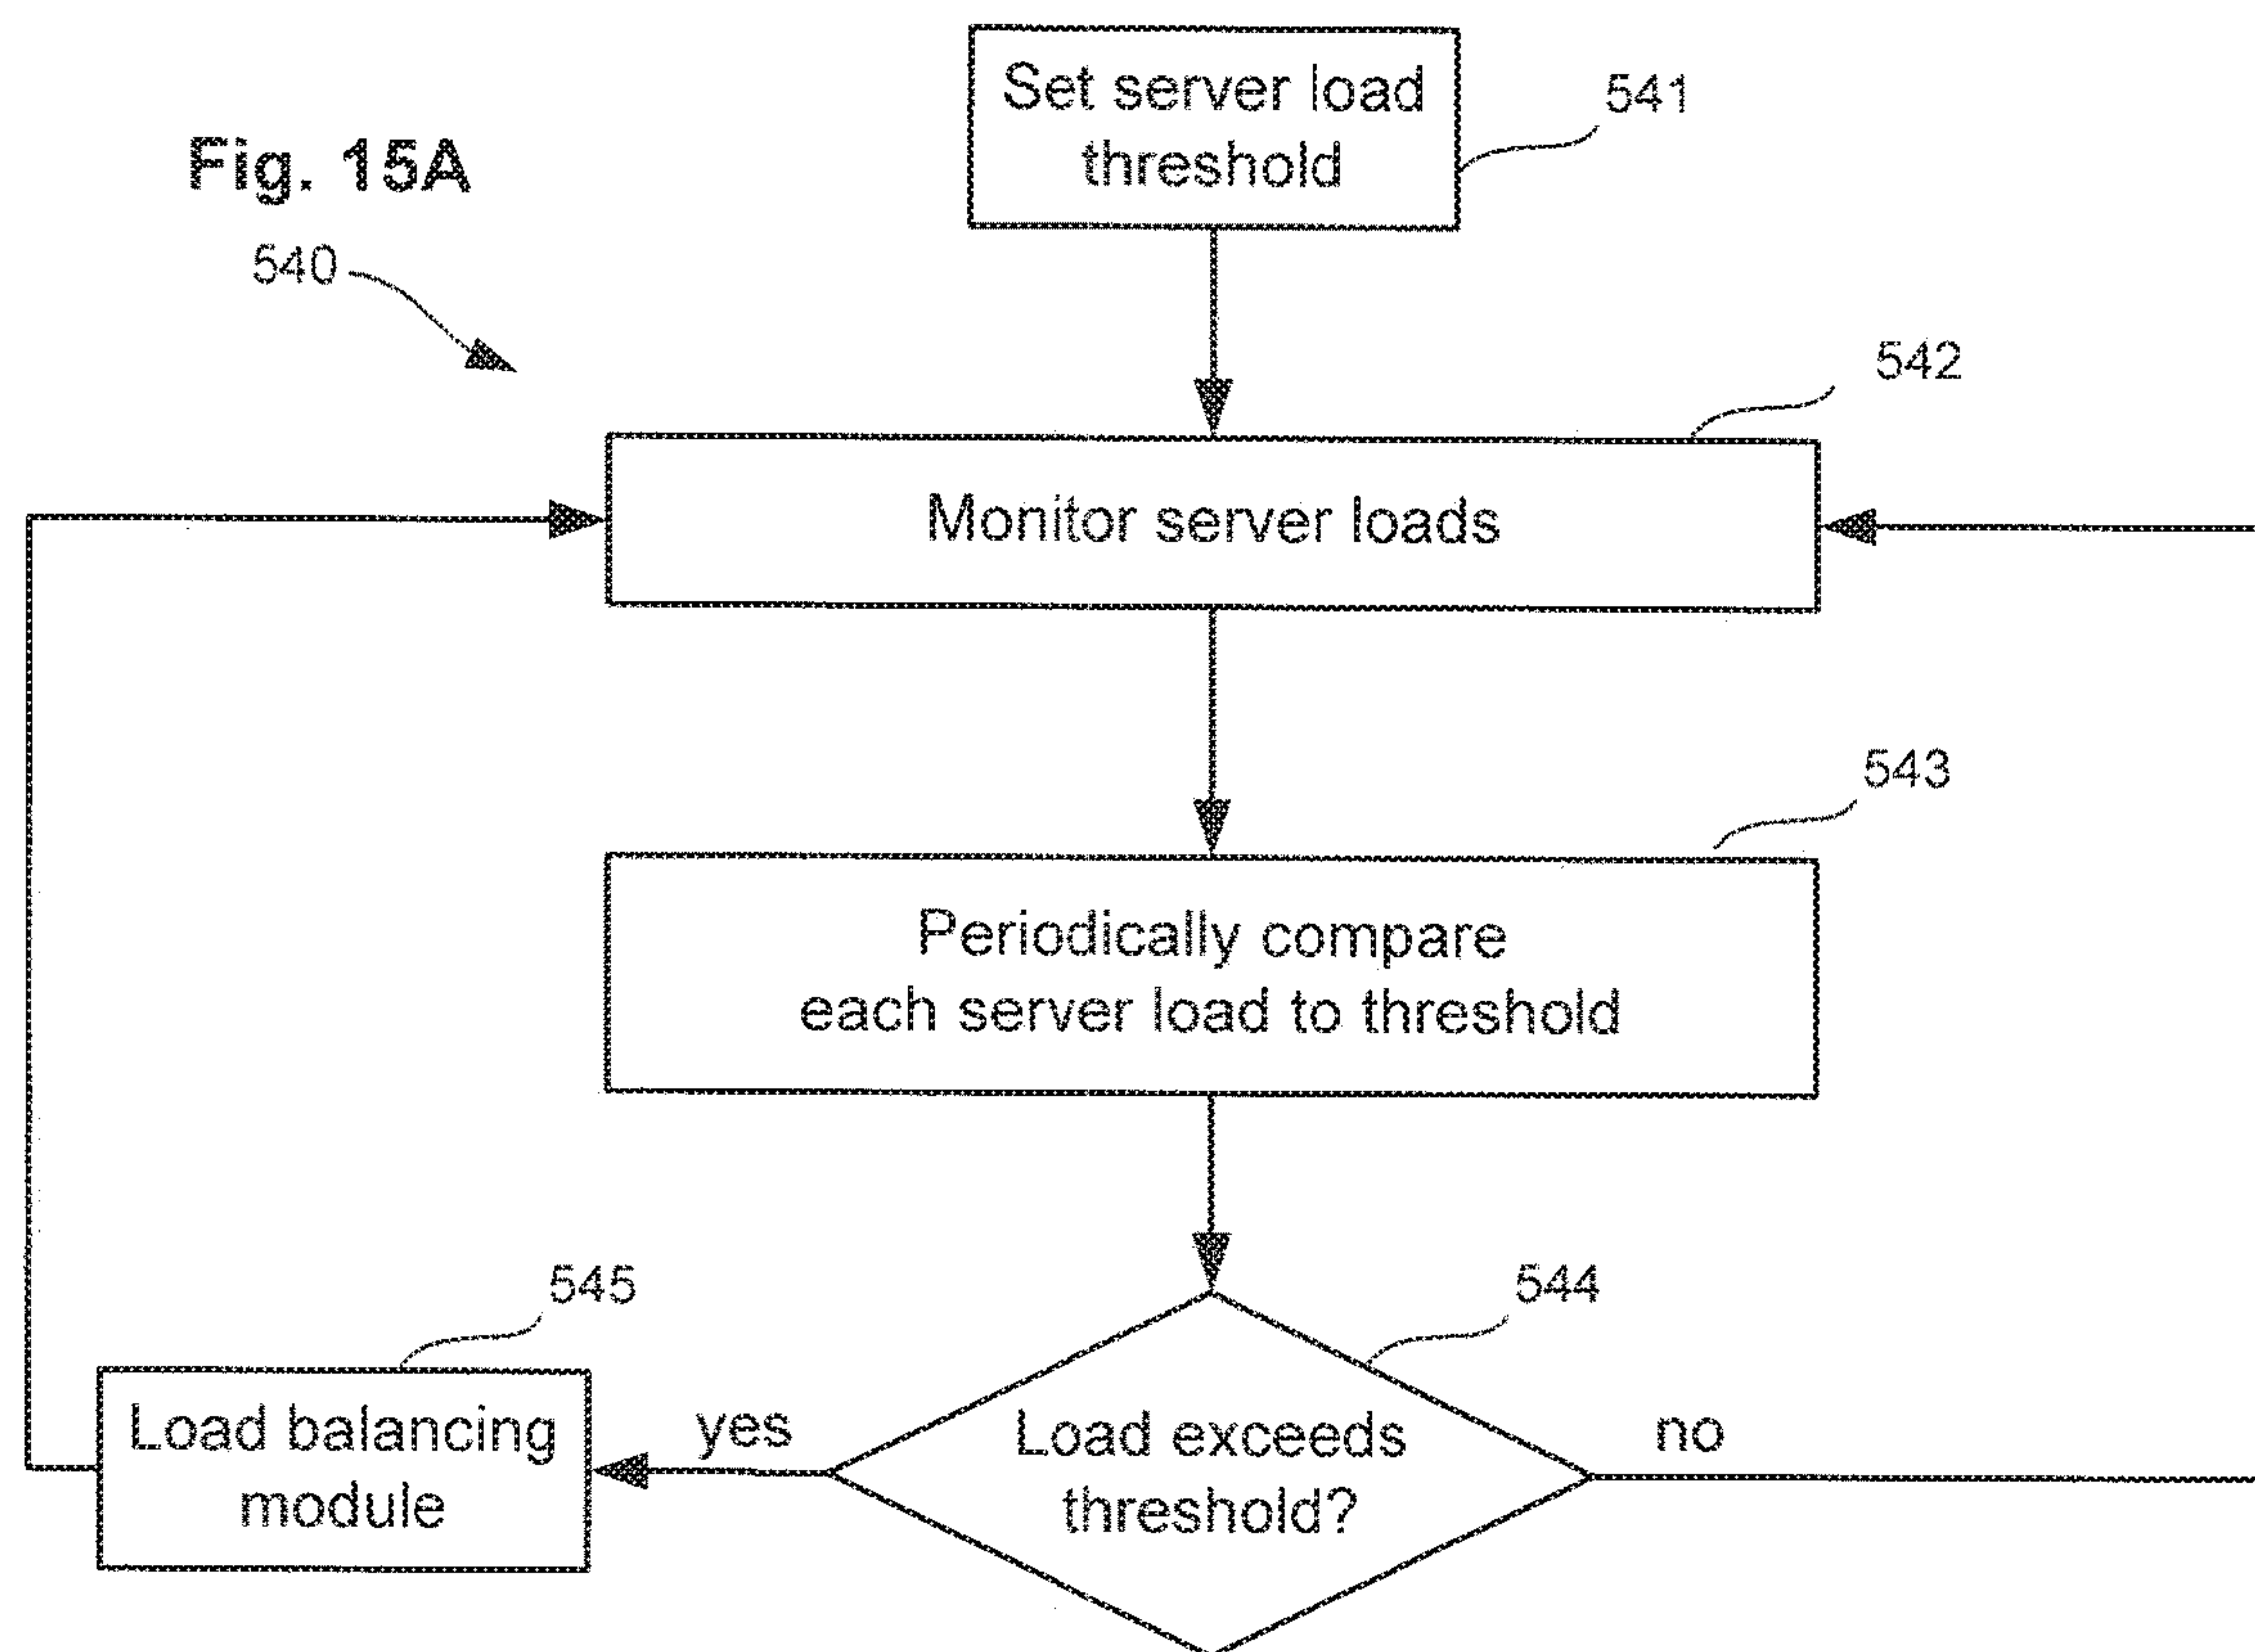 Set server load
threshold
541
Fig. 15A
540
542
Monitor server loads
543
Periodically compare
each server load to threshold
545
544
Load balancing
module
yes
Load exceeds
threshold?
no